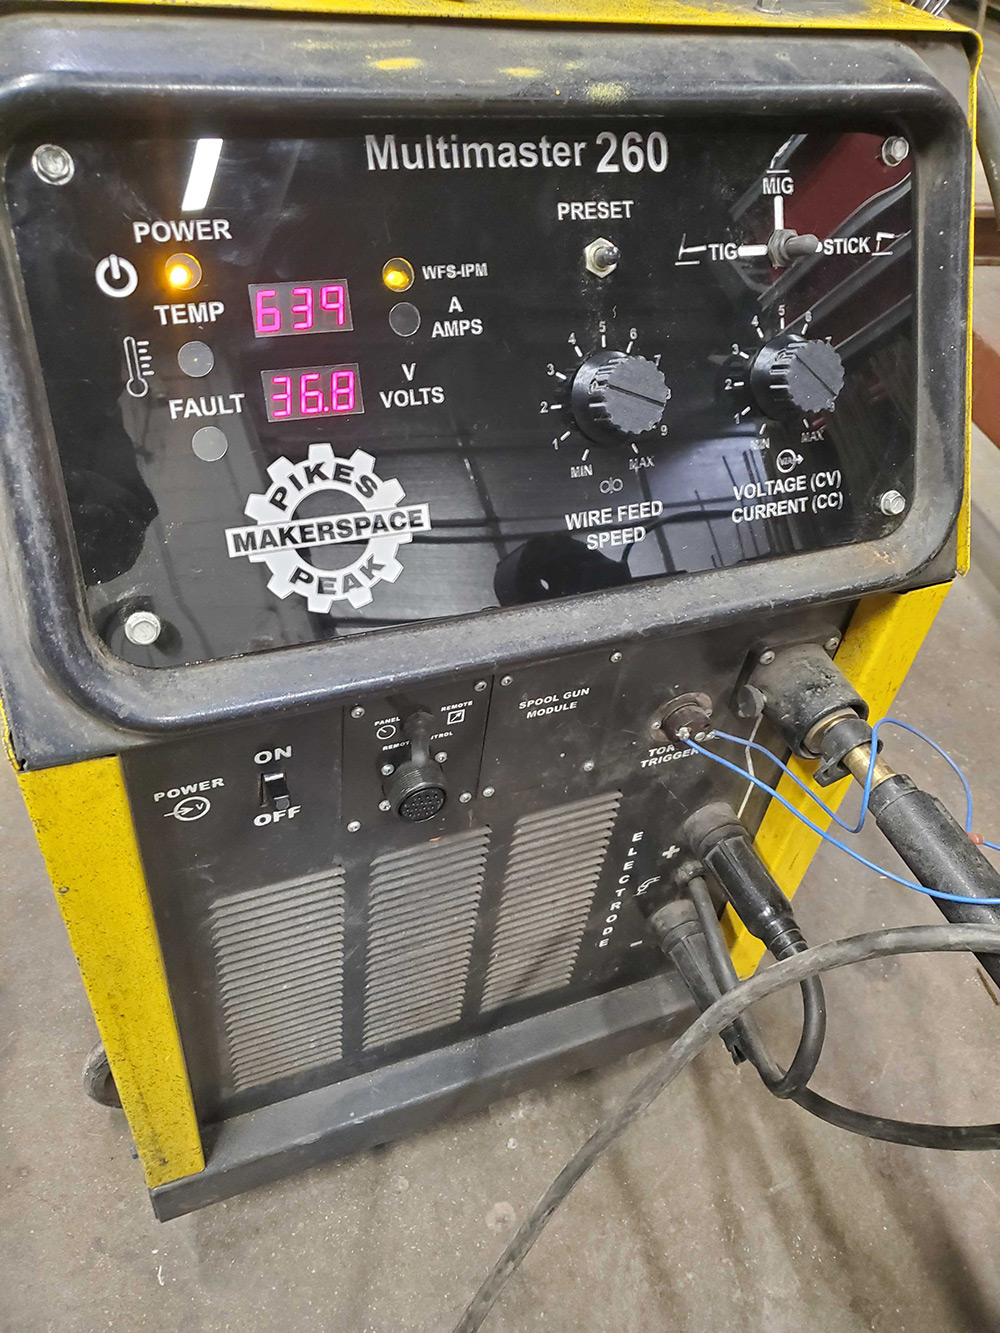 Multimaster 260
POWER
TEMP
FAULT
639
36.8
WFS-IPM
A
AMPS
V
VOLTS
PRESET
MIG
TIG
STICK
1
2
3
4
5
6
7
9
MIN
MAX
WIRE FEED
SPEED
1
2
3
4
5
6
7
MIN
MAX
VOLTAGE (CV)
CURRENT (CC)
PIKES
MAKERSPACE
PEAK
POWER
V
ON
OFF
PANEL
REMOTE
SPOOL GUN
MODULE
TRIGGER
ELECTRODE
+
-